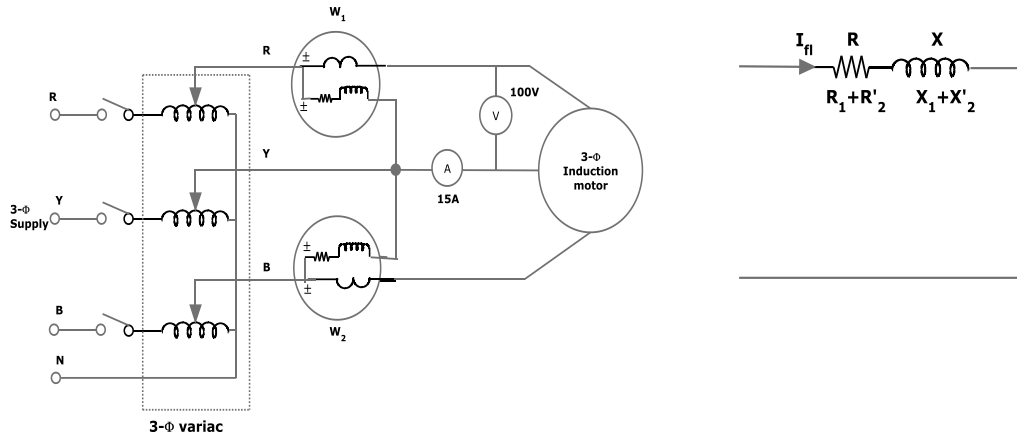 W1
R
±
±
100V
V
R
Y
A
15A
3-Φ
Induction
motor
3-Φ
Supply
Y
±
±
B
W2
B
N
3-Φ variac
Ifl
R
X
R1+R'2
X1+X'2